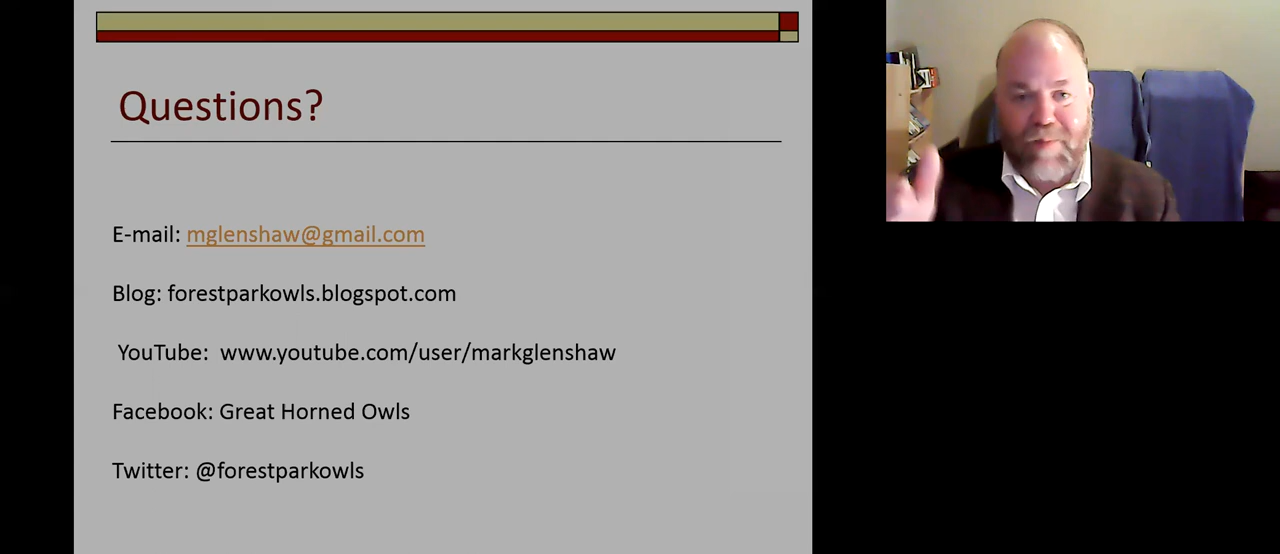 Questions?
E-mail: mglenshaw@gmail.com
Blog: forestparkowls.blogspot.com
YouTube: www.youtube.com/user/markglenshaw
Facebook: Great Horned Owls
Twitter: @forestparkowls